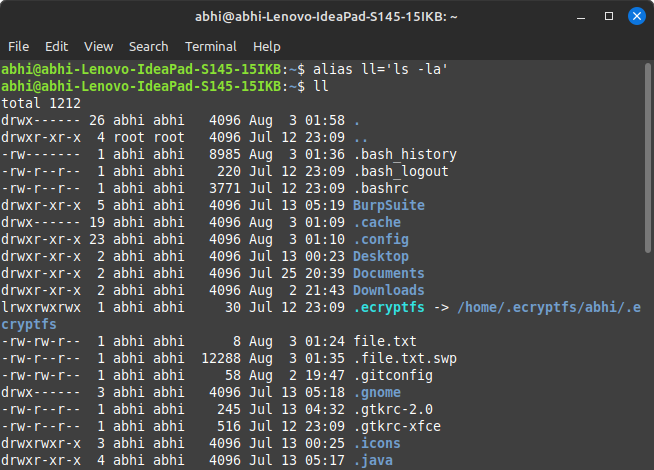 abhi@abhi-Lenovo-IdeaPad-S145-15IKB: ~
File Edit View Search Terminal Help
abhi@abhi-Lenovo-IdeaPad-S145-15IKB:~$ alias ll='ls -la'
abhi@abhi-Lenovo-IdeaPad-S145-15IKB:~$ ll
total 1212
drwx------ 26 abhi abhi   4096 Aug  3 01:58 .
drwxr-xr-x  4 root root   4096 Jul 12 23:09 ..
-rw-------  1 abhi abhi   8985 Aug  3 01:36 .bash_history
-rw-r--r--  1 abhi abhi    220 Jul 12 23:09 .bash_logout
-rw-r--r--  1 abhi abhi   3771 Jul 12 23:09 .bashrc
drwxr-xr-x  5 abhi abhi   4096 Jul 13 05:19 BurpSuite
drwx------ 19 abhi abhi   4096 Aug  3 01:09 .cache
drwxr-xr-x 23 abhi abhi   4096 Aug  3 01:10 .config
drwxr-xr-x  2 abhi abhi   4096 Jul 13 00:23 Desktop
drwxr-xr-x  2 abhi abhi   4096 Jul 25 20:39 Documents
drwxr-xr-x  2 abhi abhi   4096 Aug  2 21:43 Downloads
lrwxrwxrwx  1 abhi abhi     30 Jul 12 23:09 .ecryptfs -> /home/.ecryptfs/abhi/.e
cryptfs
-rw-rw-r--  1 abhi abhi      8 Aug  3 01:24 file.txt
-rw-r--r--  1 abhi abhi  12288 Aug  3 01:35 .file.txt.swp
-rw-rw-r--  1 abhi abhi     58 Aug  2 19:47 .gitconfig
drwx------  3 abhi abhi   4096 Jul 13 05:18 .gnome
-rw-r--r--  1 abhi abhi    245 Jul 13 04:32 .gtkrc-2.0
-rw-r--r--  1 abhi abhi    516 Jul 12 23:09 .gtkrc-xfce
drwxrwxr-x  3 abhi abhi   4096 Jul 13 00:25 .icons
drwxr-xr-x  4 abhi abhi   4096 Jul 13 05:17 .java